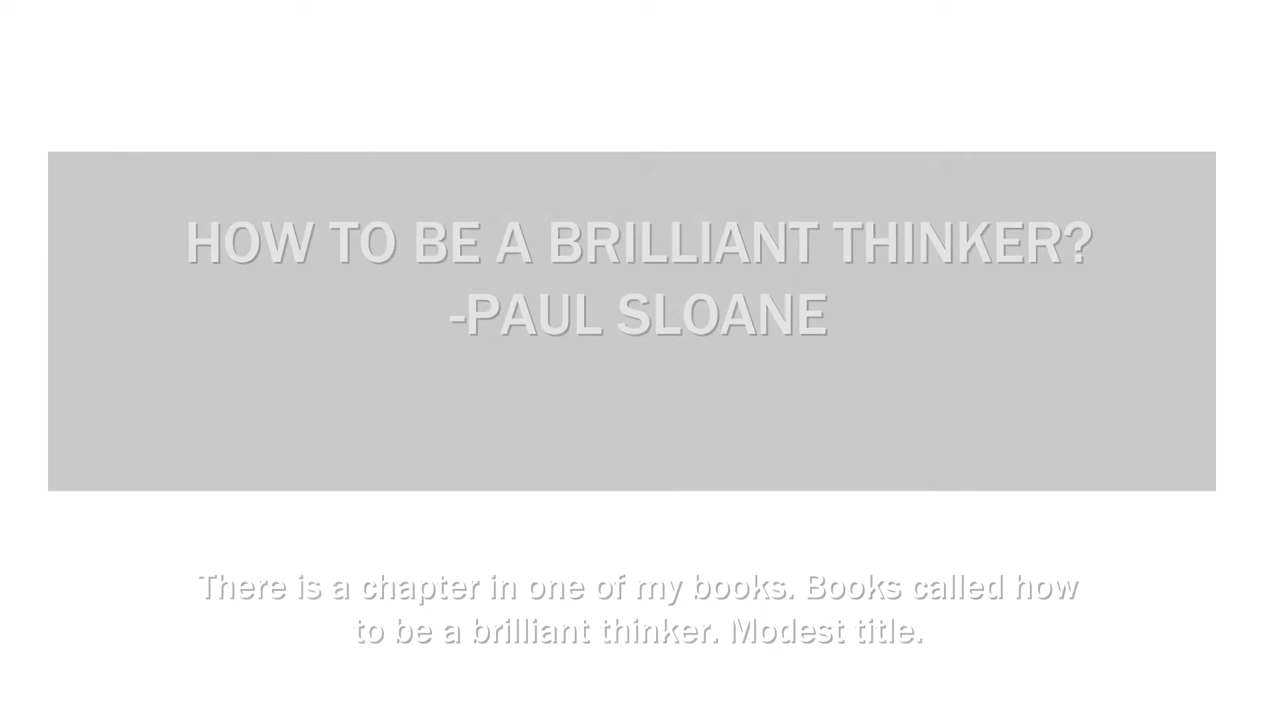 HOW TO BE A BRILLIANT THINKER?
-PAUL SLOANE
There is a chapter in one of my books. Books called how
to be a brilliant thinker. Modest title.